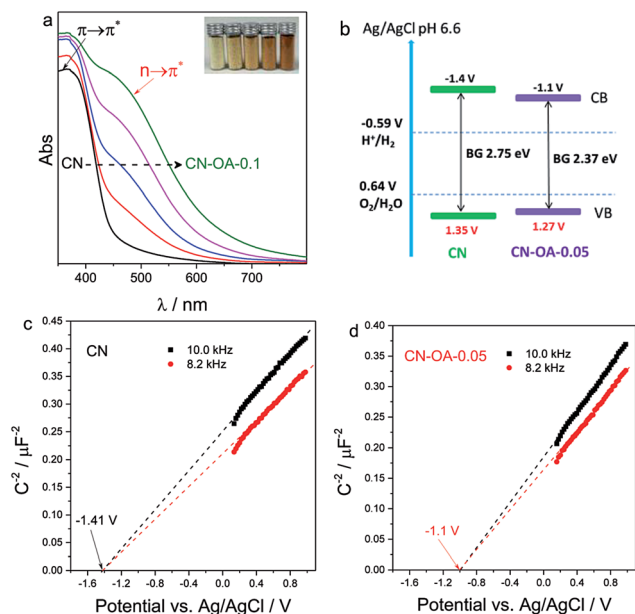 a
π→π*
n→π*
CN
CN-OA-0.1
Abs
400 500 600 700
λ / nm
b
Ag/AgCl pH 6.6
-1.4 V
-1.1 V
CB
-0.59 V
H⁺/H₂
BG 2.75 eV
BG 2.37 eV
0.64 V
O₂/H₂O
VB
1.35 V
1.27 V
CN
CN-OA-0.05
c
CN
10.0 kHz
8.2 kHz
0.45
0.40
0.35
0.30
0.25
0.20
0.15
0.10
0.05
0.00
C⁻² / μF⁻²
-1.41 V
-1.8 -1.2 -0.6 0.0 0.6
Potential vs. Ag/AgCl / V
d
CN-OA-0.05
10.0 kHz
8.2 kHz
0.40
0.35
0.30
0.25
0.20
0.15
0.10
0.05
0.00
C⁻² / μF⁻²
-1.1 V
-1.6 -1.2 -0.8 -0.4 0.0 0.4 0.8
Potential vs. Ag/AgCl / V